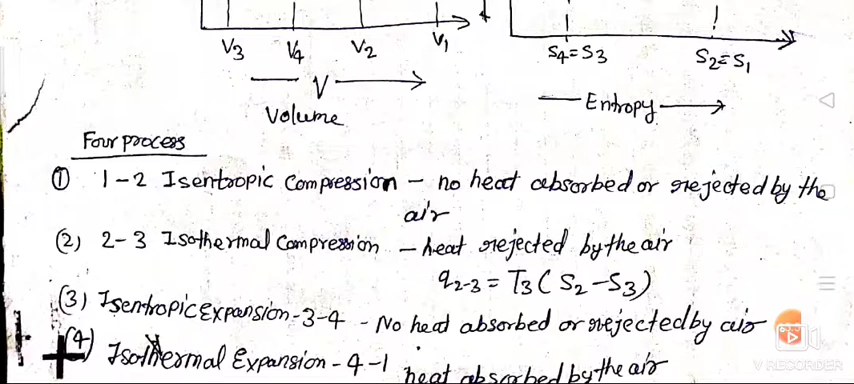 V3 V4 V2 V1
V
Volume
S4=S3 S2=S1
Entropy
Four process
① 1-2 Isentropic compression - no heat absorbed or rejected by the
air
(2) 2-3 Isothermal Compression - heat rejected by the air
q2-3 = T3 (S2-S3)
(3) Isentropic Expansion-3-4 - No heat absorbed or rejected by air
(4) Isothermal Expansion-4-1 heat absorbed by the air
V RECORDER